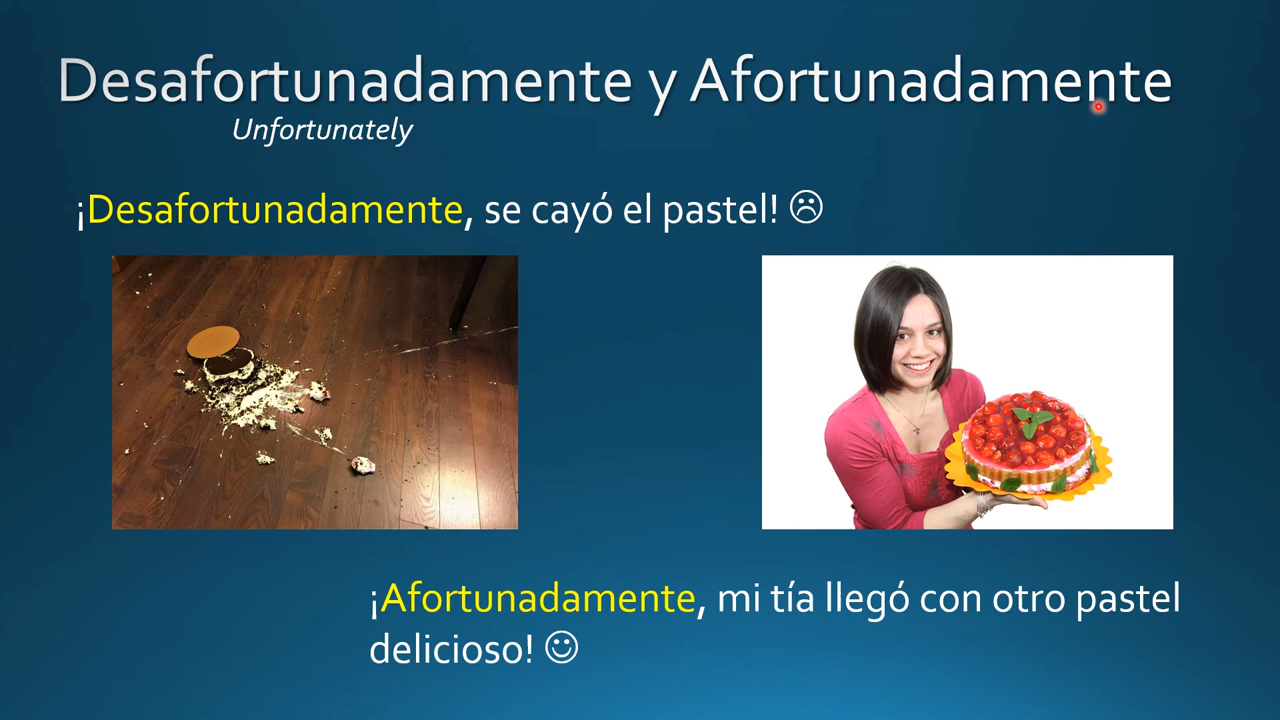 Desafortunadamente y Afortunadamente
Unfortunately
¡Desafortunadamente, se cayó el pastel! ☹
¡Afortunadamente, mi tía llegó con otro pastel
delicioso! ☺